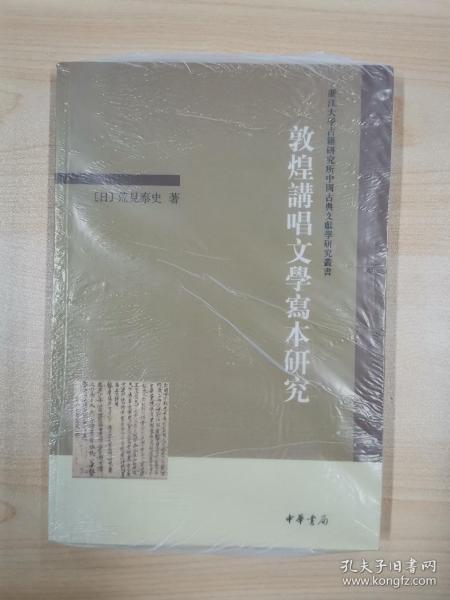 浙江大學古籍研究所中國古典文獻學研究叢書
敦煌講唱文學寫本研究
〔日〕荒見泰史 著
中華書局
孔夫子旧书网
www.kongfz.com